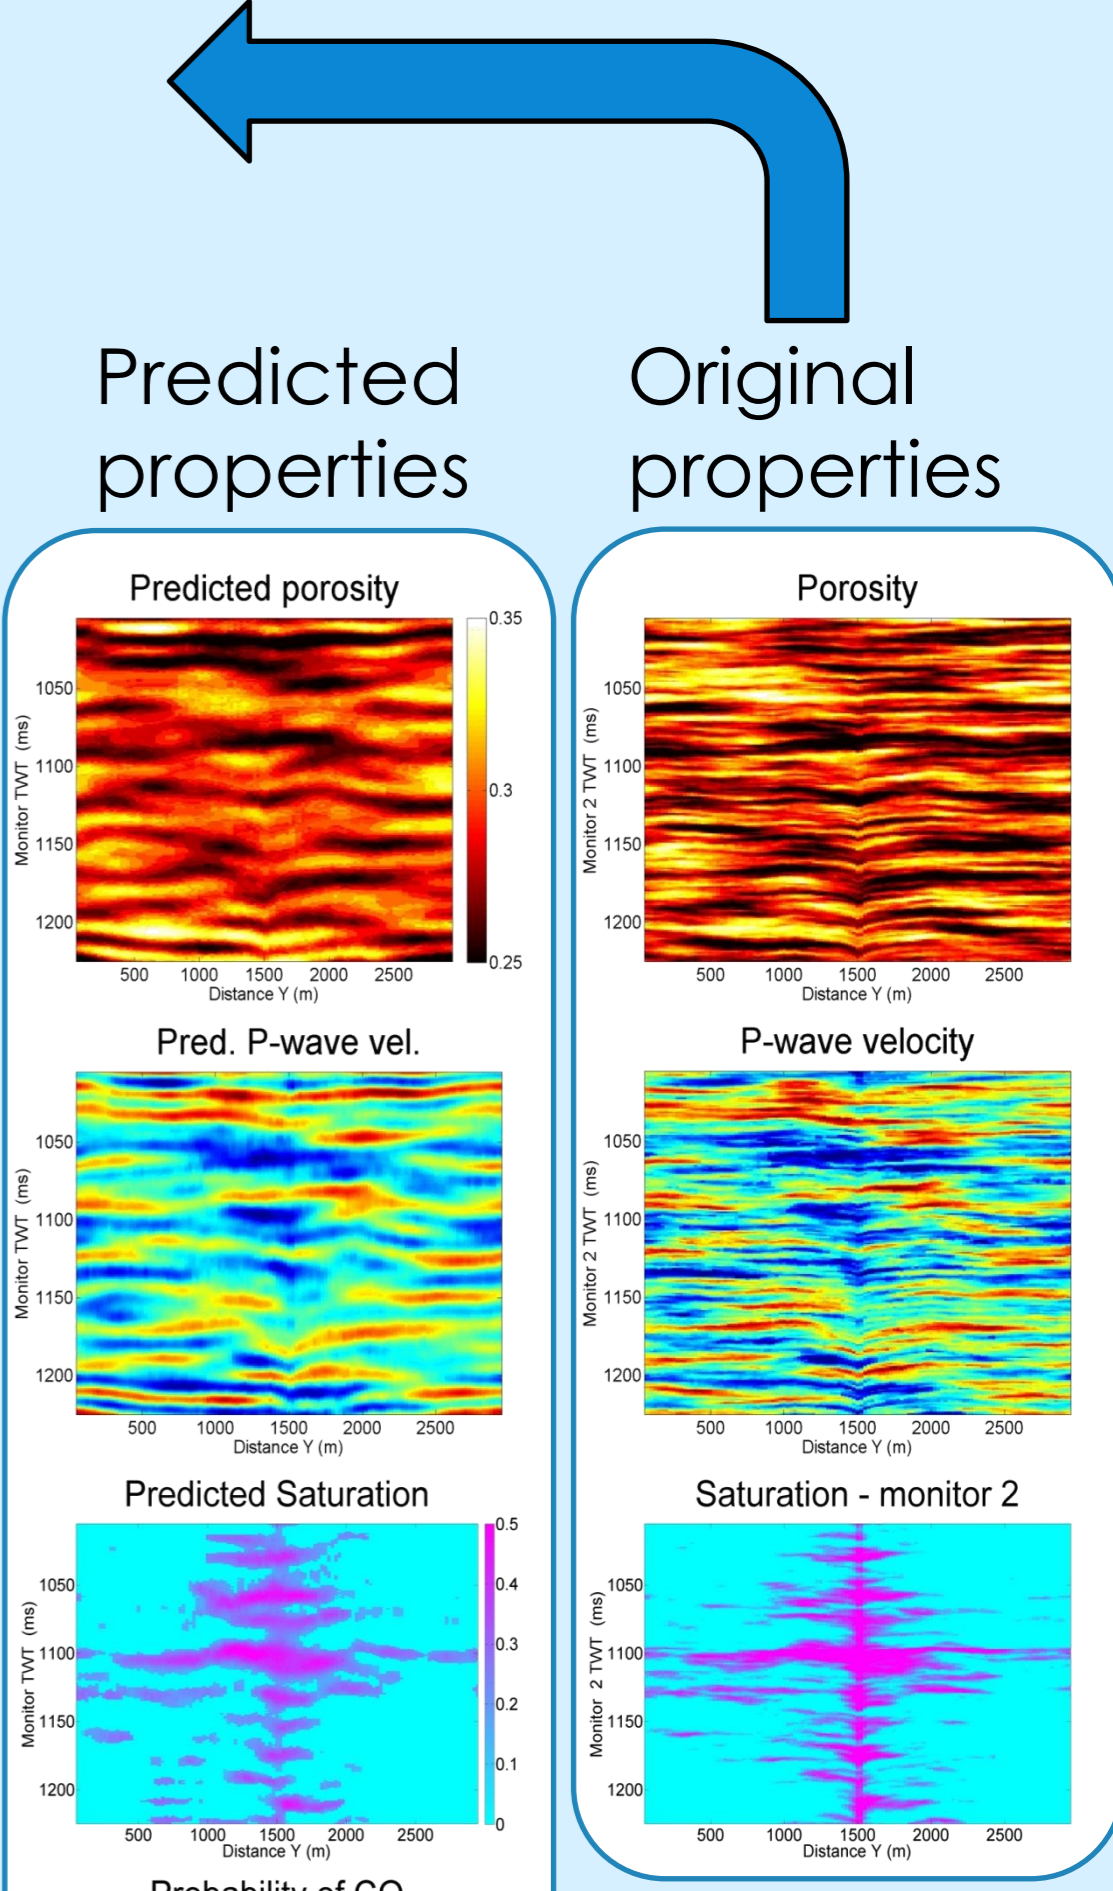 Predicted
properties
Original
properties
Predicted porosity
0.35
0.3
0.25
1050
1100
1150
1200
Monitor TWT (ms)
500 1000 1500 2000 2500
Distance Y (m)
Porosity
1050
1100
1150
1200
Monitor 2 TWT (ms)
500 1000 1500 2000 2500
Distance Y (m)
Pred. P-wave vel.
1050
1100
1150
1200
Monitor TWT (ms)
500 1000 1500 2000 2500
Distance Y (m)
P-wave velocity
1050
1100
1150
1200
Monitor 2 TWT (ms)
500 1000 1500 2000 2500
Distance Y (m)
Predicted Saturation
0.5
0.4
0.3
0.2
0.1
0
1050
1100
1150
1200
Monitor TWT (ms)
500 1000 1500 2000 2500
Distance Y (m)
Saturation - monitor 2
1050
1100
1150
1200
Monitor 2 TWT (ms)
500 1000 1500 2000 2500
Distance Y (m)
Probability of CO